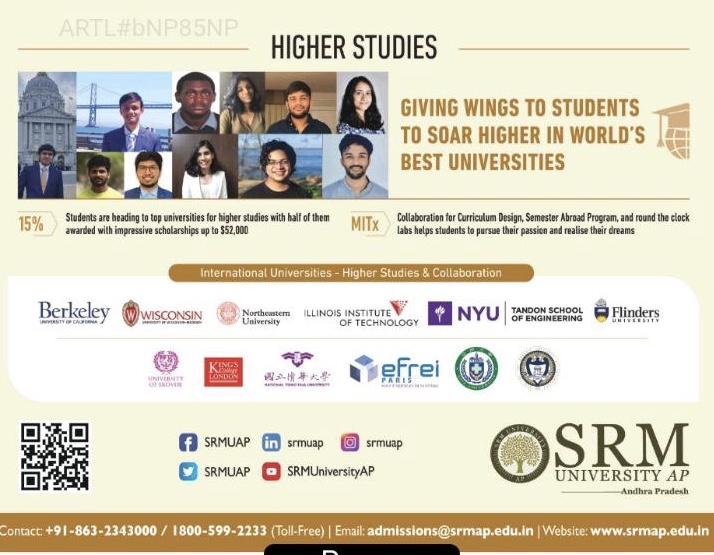 ARTL#bNP85NP
HIGHER STUDIES
GIVING WINGS TO STUDENTS
TO SOAR HIGHER IN WORLD'S
BEST UNIVERSITIES
15%
Students are heading to top universities for higher studies with half of them
awarded with impressive scholarships up to $52,000
MITx
Collaboration for Curriculum Design, Semester Abroad Program, and round the clock
labs helps students to pursue their passion and realise their dreams
International Universities - Higher Studies & Collaboration
Berkeley
UNIVERSITY OF CALIFORNIA
WISCONSIN
UNIVERSITY OF WISCONSIN-MADISON
Northeastern
University
ILLINOIS INSTITUTE
OF TECHNOLOGY
NYU
TANDON SCHOOL
OF ENGINEERING
Flinders
UNIVERSITY
UNIVERSITY
KING'S
College
LONDON
國立清華大學
NATIONAL TSING HUA UNIVERSITY
efrei
PARIS
SRMUAP
srmuap
srmuap
SRMUAP
SRMUniversityAP
SRM
UNIVERSITY AP
Andhra Pradesh
Contact: +91-863-2343000 / 1800-599-2233 (Toll-Free) | Email: admissions@srmap.edu.in | Website: www.srmap.edu.in